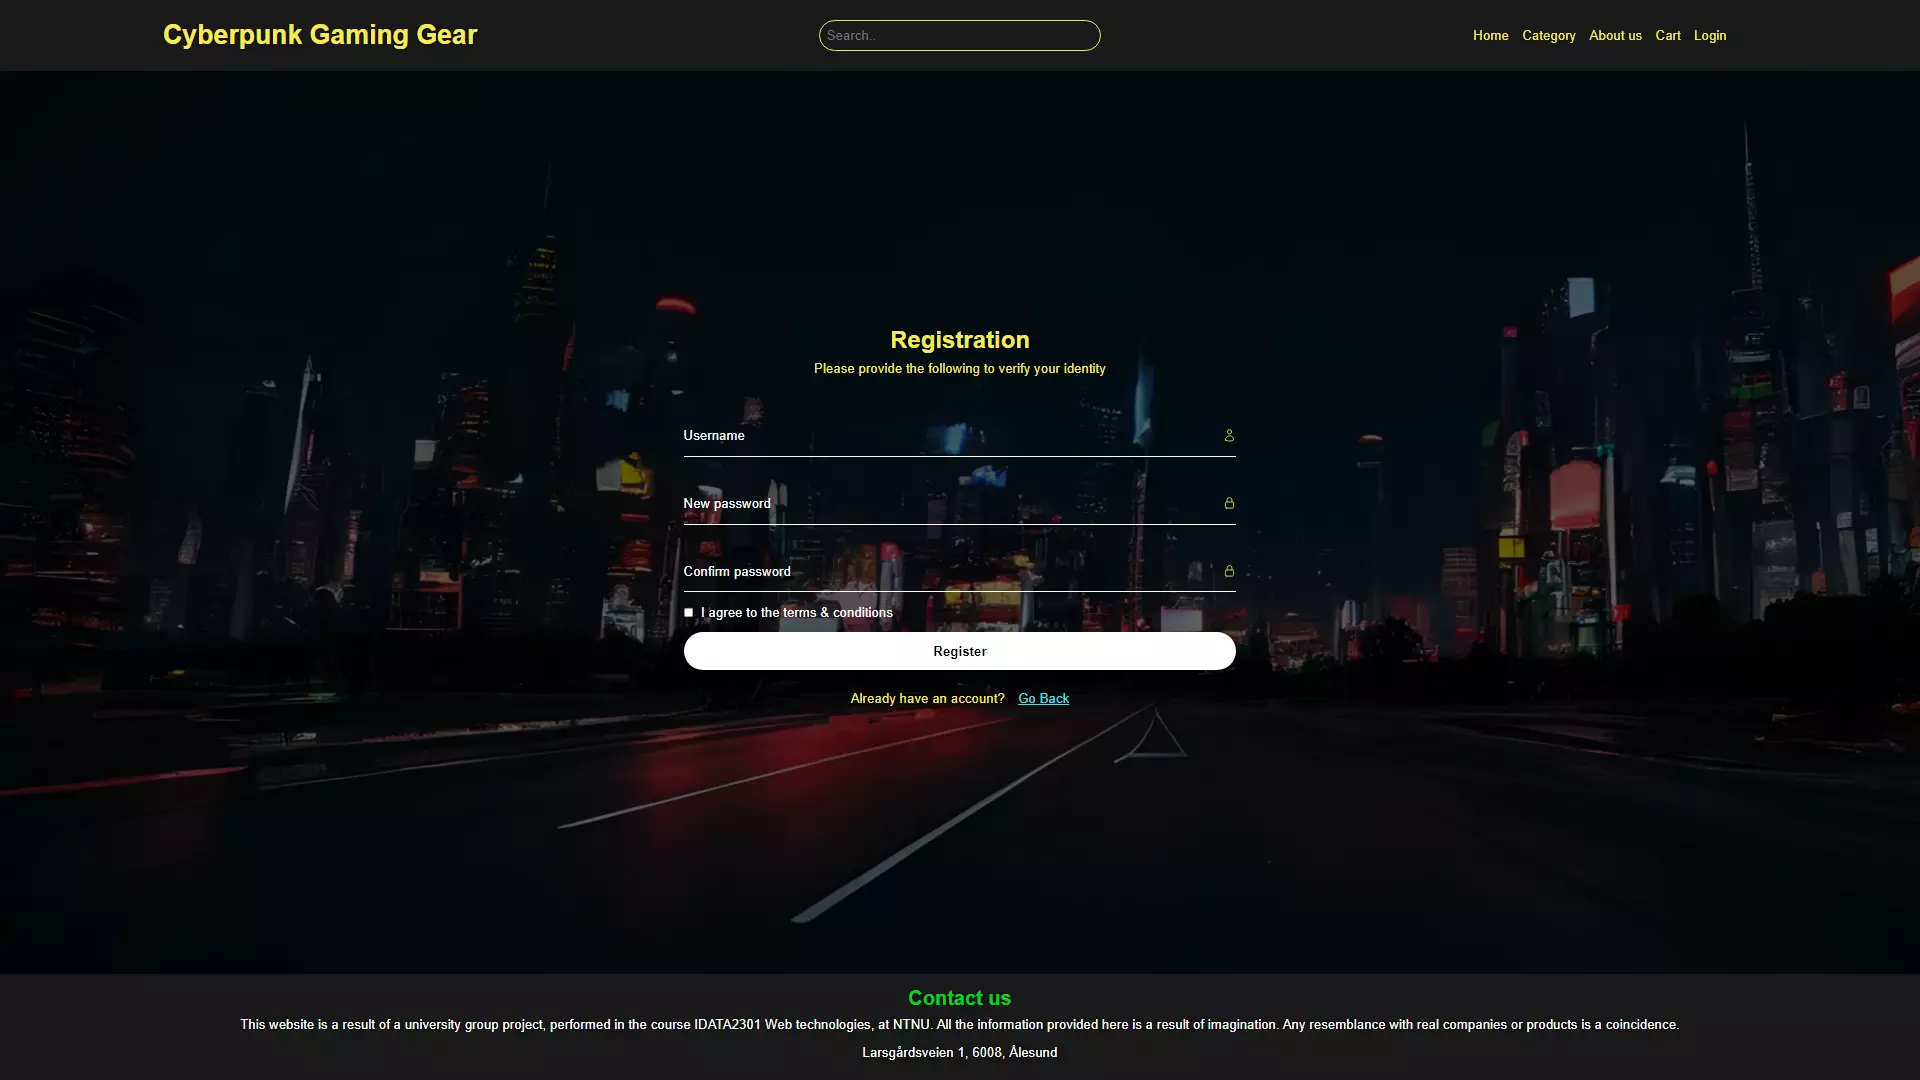 Cyberpunk Gaming Gear
Search..
Home Category About us Cart Login
Registration
Please provide the following to verify your identity
Username
New password
Confirm password
I agree to the terms & conditions
Register
Already have an account? Go Back
Contact us
This website is a result of a university group project, performed in the course IDATA2301 Web technologies, at NTNU. All the information provided here is a result of imagination. Any resemblance with real companies or products is a coincidence.
Larsgårdsveien 1, 6008, Ålesund